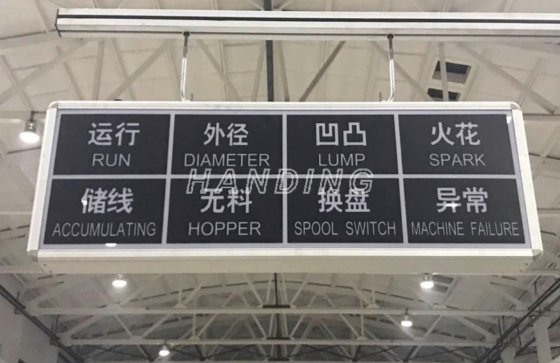 运行 外径 凹凸 火花
RUN DIAMETER LUMP SPARK
HANDING
储线 无料 换盘 异常
ACCUMULATING HOPPER SPOOL SWITCH MACHINE FAILURE